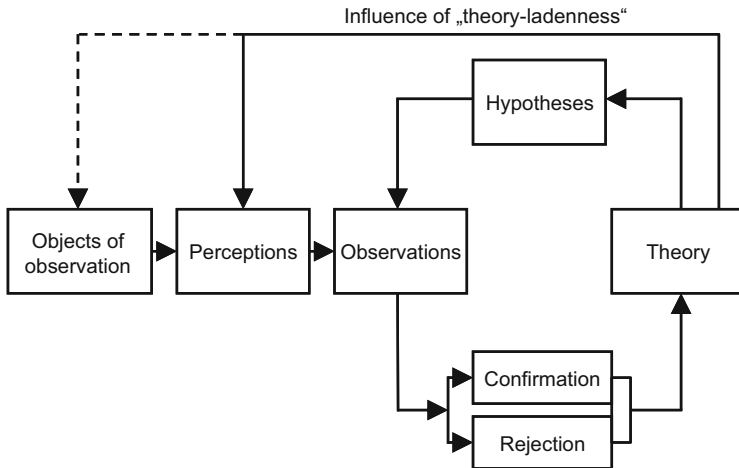 Influence of „theory-ladenness“
Hypotheses
Objects of
observation
Perceptions
Observations
Theory
Confirmation
Rejection